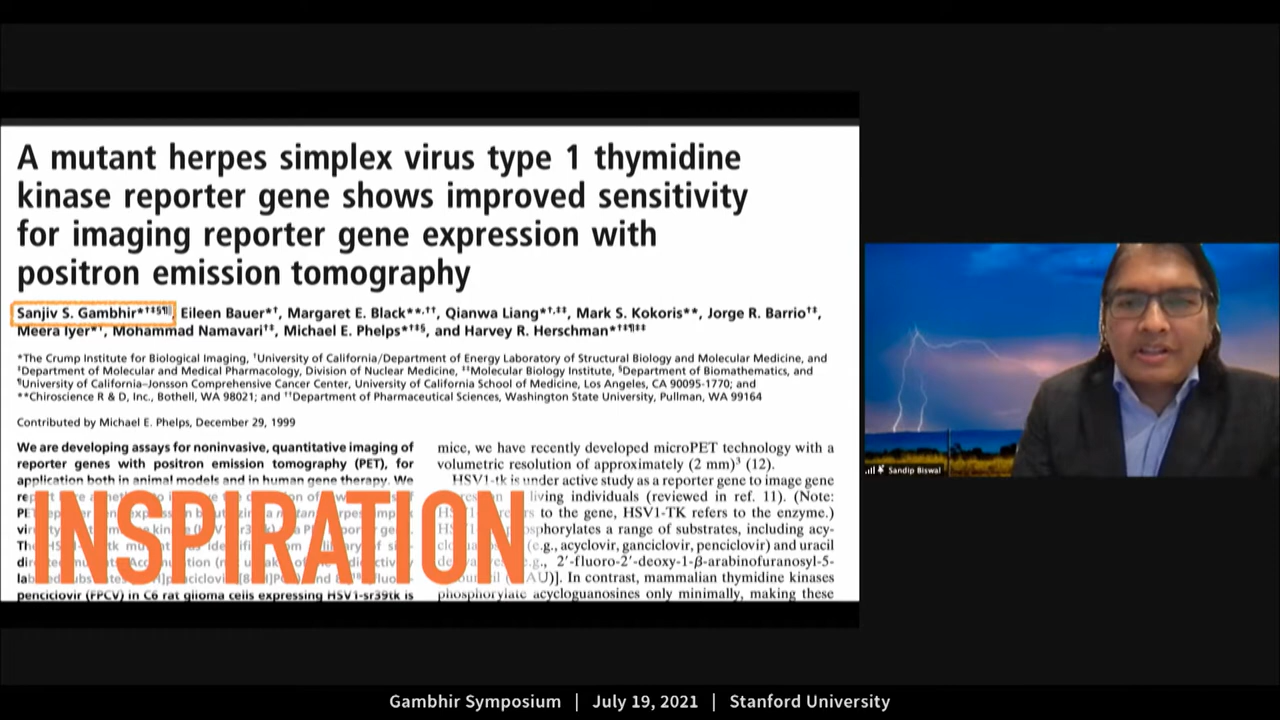 A mutant herpes simplex virus type 1 thymidine
kinase reporter gene shows improved sensitivity
for imaging reporter gene expression with
positron emission tomography
Sanjiv S. Gambhir*†‡§¶‖, Eileen Bauer*†, Margaret E. Black**,††, Qianwa Liang*†,‡‡, Mark S. Kokoris**, Jorge R. Barrio†‡,
Meera Iyer*†, Mohammad Namavari†‡, Michael E. Phelps*†‡§, and Harvey R. Herschman*†‡¶‡‡
*The Crump Institute for Biological Imaging, †University of California/Department of Energy Laboratory of Structural Biology and Molecular Medicine, and
‡Department of Molecular and Medical Pharmacology, Division of Nuclear Medicine, ‡‡Molecular Biology Institute, §Department of Biomathematics, and
¶University of California–Jonsson Comprehensive Cancer Center, University of California School of Medicine, Los Angeles, CA 90095-1770; and
**Chiroscience R & D, Inc., Bothell, WA 98021; and ††Department of Pharmaceutical Sciences, Washington State University, Pullman, WA 99164
Contributed by Michael E. Phelps, December 29, 1999
We are developing assays for noninvasive, quantitative imaging of
reporter genes with positron emission tomography (PET), for
application both in animal models and in human gene therapy. We
penciclovir (FPCV) in C6 rat glioma cells expressing HSV1-sr39tk is
mice, we have recently developed microPET technology with a
volumetric resolution of approximately (2 mm)³ (12).
HSV1-tk is under active study as a reporter gene to image gene
living individuals (reviewed in ref. 11). (Note:
to the gene, HSV1-TK refers to the enzyme.)
phosphorylates a range of substrates, including acy-
(e.g., acyclovir, ganciclovir, penciclovir) and uracil
2′-fluoro-2′-deoxy-1-β-arabinofuranosyl-5-
In contrast, mammalian thymidine kinases
phosphorylate acycloguanosines only minimally, making these
INSPIRATION
Sandip Biswal
Gambhir Symposium | July 19, 2021 | Stanford University